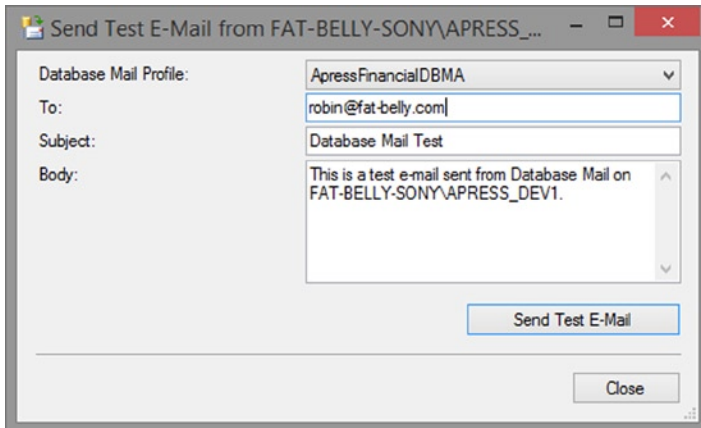 Send Test E-Mail from FAT-BELLY-SONY\APRESS_...
Database Mail Profile: ApressFinancialDBMA
To: robin@fat-belly.com
Subject: Database Mail Test
Body: This is a test e-mail sent from Database Mail on
FAT-BELLY-SONY\APRESS_DEV1.
Send Test E-Mail
Close